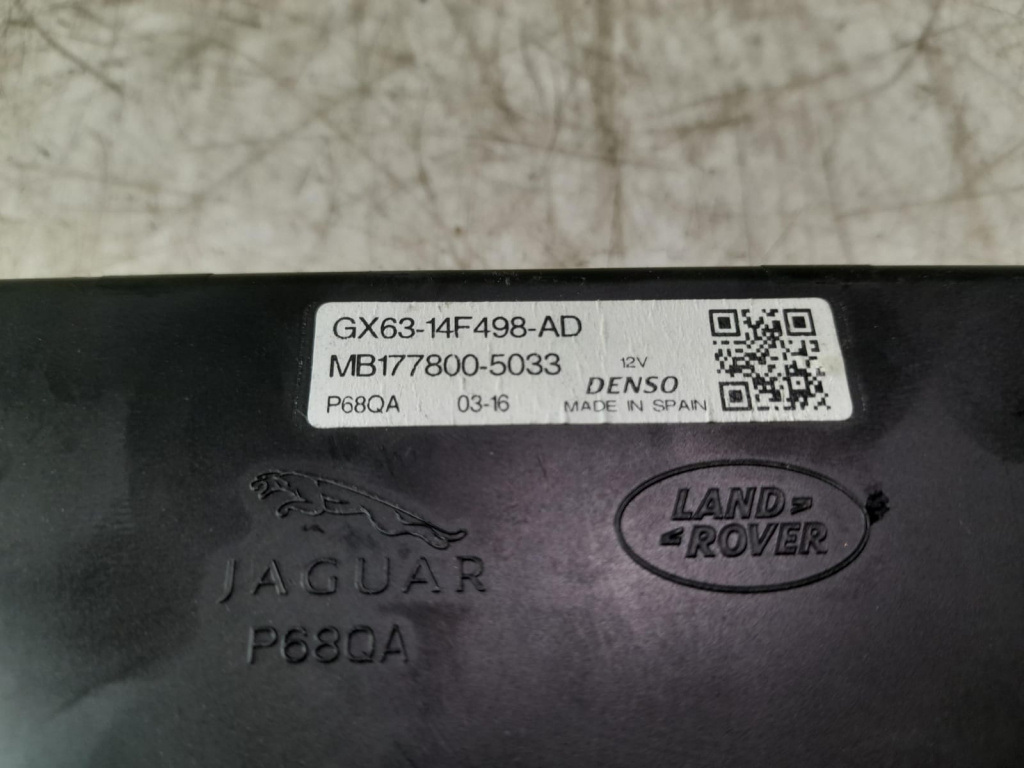 GX63-14F498-AD
MB177800-5033
12V
DENSO
P68QA 03-16 MADE IN SPAIN
JAGUAR
LAND
ROVER
P68QA